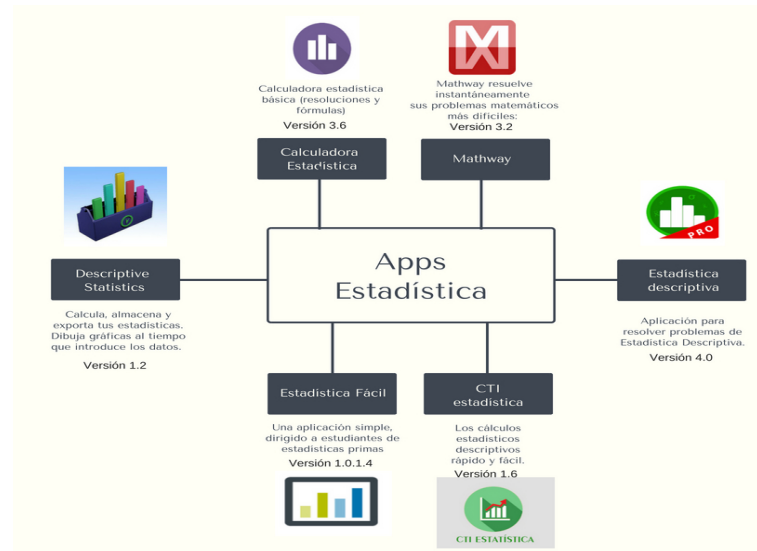 Calculadora estadística
básica (resoluciones y
fórmulas)
Versión 3.6
Calculadora
Estadística
Mathway resuelve
instantáneamente
sus problemas matemáticos
más difíciles:
Versión 3.2
Mathway
Descriptive
Statistics
Calcula, almacena y
exporta tus estadísticas.
Dibuja gráficas al tiempo
que introduce los datos.
Versión 1.2
Apps
Estadística
PRO
Estadística
descriptiva
Aplicación para
resolver problemas de
Estadística Descriptiva.
Versión 4.0
Estadística Fácil
Una aplicación simple,
dirigido a estudiantes de
estadísticas primas
Versión 1.0.1.4
CTI
estadística
Los cálculos
estadísticos
descriptivos
rápido y fácil.
Versión 1.6
CTI ESTATÍSTICA